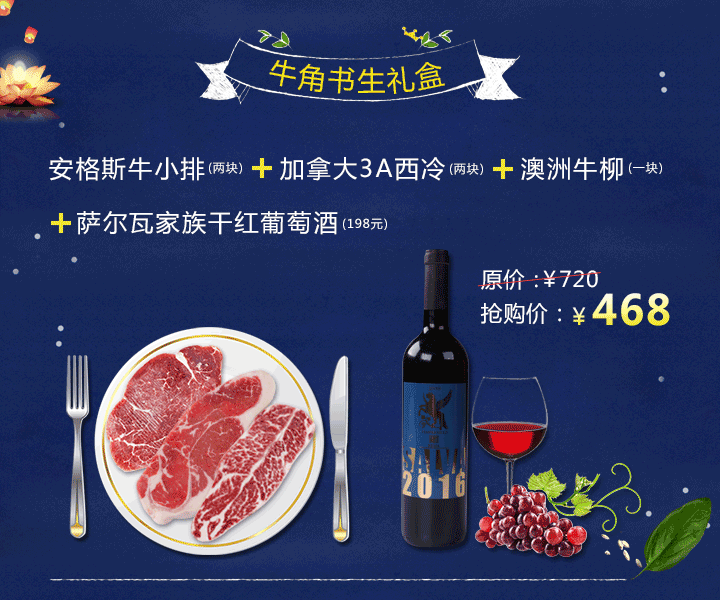 牛角书生礼盒
安格斯牛小排(两块)+加拿大3A西冷(两块)+澳洲牛柳(一块)
+萨尔瓦家族干红葡萄酒(198元)
原价:¥720
抢购价:¥468
2016